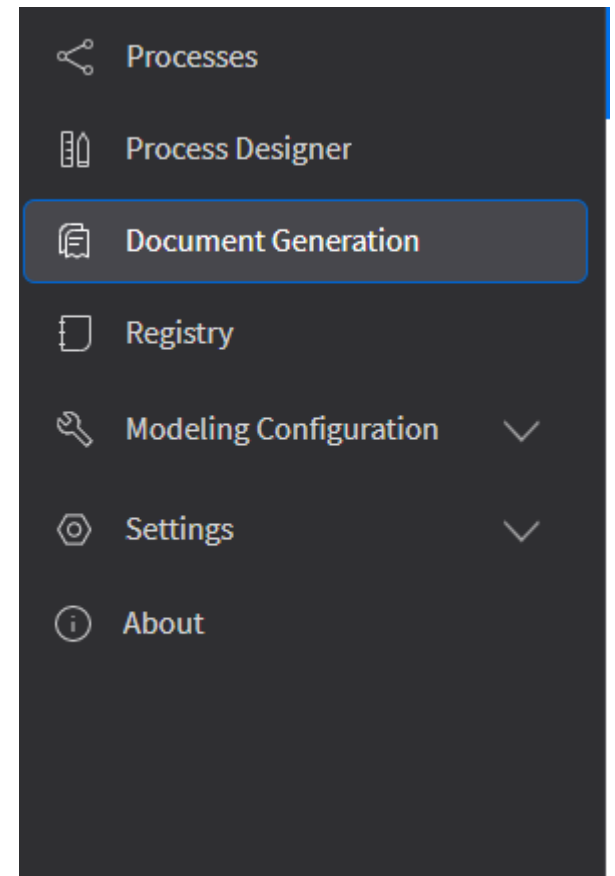 Processes
Process Designer
Document Generation
Registry
Modeling Configuration
Settings
About